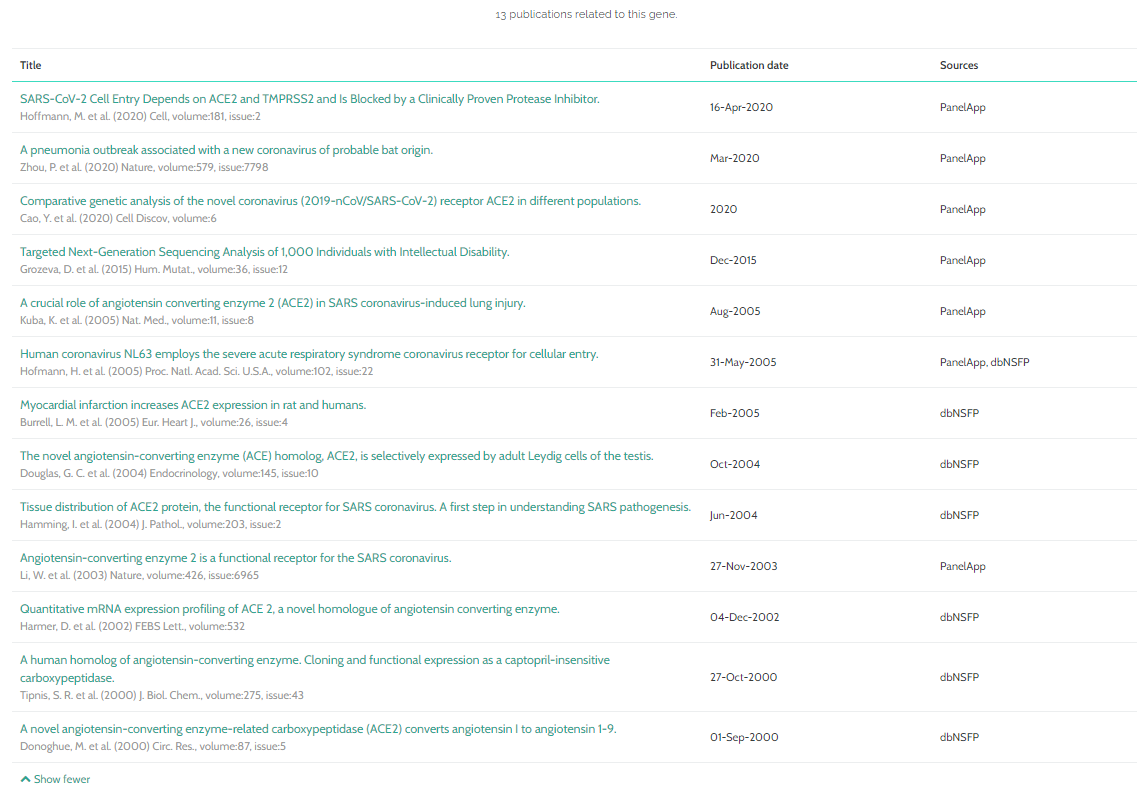 13 publications related to this gene.
Title Publication date Sources
SARS-CoV-2 Cell Entry Depends on ACE2 and TMPRSS2 and Is Blocked by a Clinically Proven Protease Inhibitor.
Hoffmann, M. et al. (2020) Cell, volume:181, issue:2
16-Apr-2020 PanelApp
A pneumonia outbreak associated with a new coronavirus of probable bat origin.
Zhou, P. et al. (2020) Nature, volume:579, issue:7798
Mar-2020 PanelApp
Comparative genetic analysis of the novel coronavirus (2019-nCoV/SARS-CoV-2) receptor ACE2 in different populations.
Cao, Y. et al. (2020) Cell Discov, volume:6
2020 PanelApp
Targeted Next-Generation Sequencing Analysis of 1,000 Individuals with Intellectual Disability.
Grozeva, D. et al. (2015) Hum. Mutat., volume:36, issue:12
Dec-2015 PanelApp
A crucial role of angiotensin converting enzyme 2 (ACE2) in SARS coronavirus-induced lung injury.
Kuba, K. et al. (2005) Nat. Med., volume:11, issue:8
Aug-2005 PanelApp
Human coronavirus NL63 employs the severe acute respiratory syndrome coronavirus receptor for cellular entry.
Hofmann, H. et al. (2005) Proc. Natl. Acad. Sci. U.S.A., volume:102, issue:22
31-May-2005 PanelApp, dbNSFP
Myocardial infarction increases ACE2 expression in rat and humans.
Burrell, L. M. et al. (2005) Eur. Heart J., volume:26, issue:4
Feb-2005 dbNSFP
The novel angiotensin-converting enzyme (ACE) homolog, ACE2, is selectively expressed by adult Leydig cells of the testis.
Douglas, G. C. et al. (2004) Endocrinology, volume:145, issue:10
Oct-2004 dbNSFP
Tissue distribution of ACE2 protein, the functional receptor for SARS coronavirus. A first step in understanding SARS pathogenesis.
Hamming, I. et al. (2004) J. Pathol., volume:203, issue:2
Jun-2004 dbNSFP
Angiotensin-converting enzyme 2 is a functional receptor for the SARS coronavirus.
Li, W. et al. (2003) Nature, volume:426, issue:6965
27-Nov-2003 PanelApp
Quantitative mRNA expression profiling of ACE 2, a novel homologue of angiotensin converting enzyme.
Harmer, D. et al. (2002) FEBS Lett., volume:532
04-Dec-2002 dbNSFP
A human homolog of angiotensin-converting enzyme. Cloning and functional expression as a captopril-insensitive
carboxypeptidase.
Tipnis, S. R. et al. (2000) J. Biol. Chem., volume:275, issue:43
27-Oct-2000 dbNSFP
A novel angiotensin-converting enzyme-related carboxypeptidase (ACE2) converts angiotensin I to angiotensin 1-9.
Donoghue, M. et al. (2000) Circ. Res., volume:87, issue:5
01-Sep-2000 dbNSFP
Show fewer